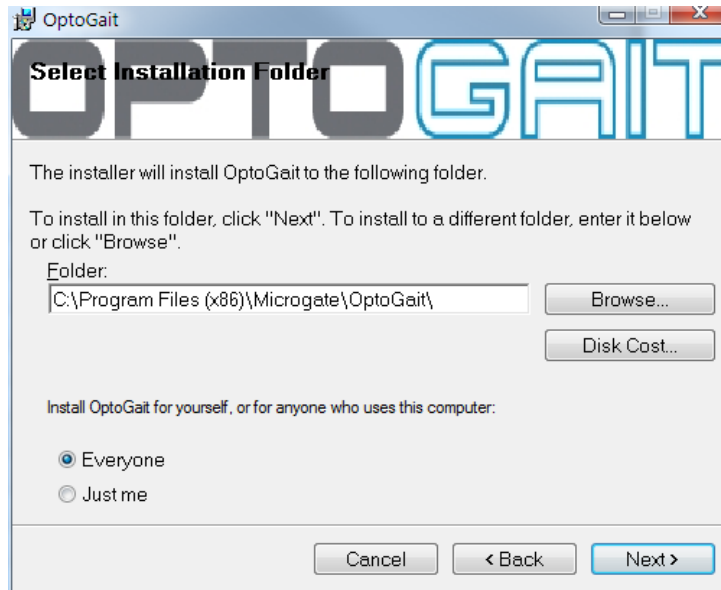 OptoGait
OPTOGAIT
Select Installation Folder
The installer will install OptoGait to the following folder.
To install in this folder, click "Next". To install to a different folder, enter it below
or click "Browse".
Folder:
C:\Program Files (x86)\Microgate\OptoGait\
Browse...
Disk Cost...
Install OptoGait for yourself, or for anyone who uses this computer:
Everyone
Just me
Cancel
< Back
Next >